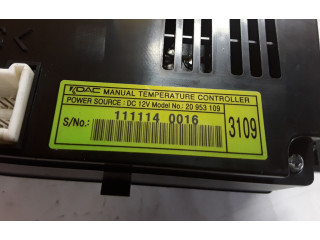 DAC MANUAL TEMPERATURE CONTROLLER
POWER SOURCE : DC 12V Model No.: 20 953 109
S/No.: 111114 0016
3109